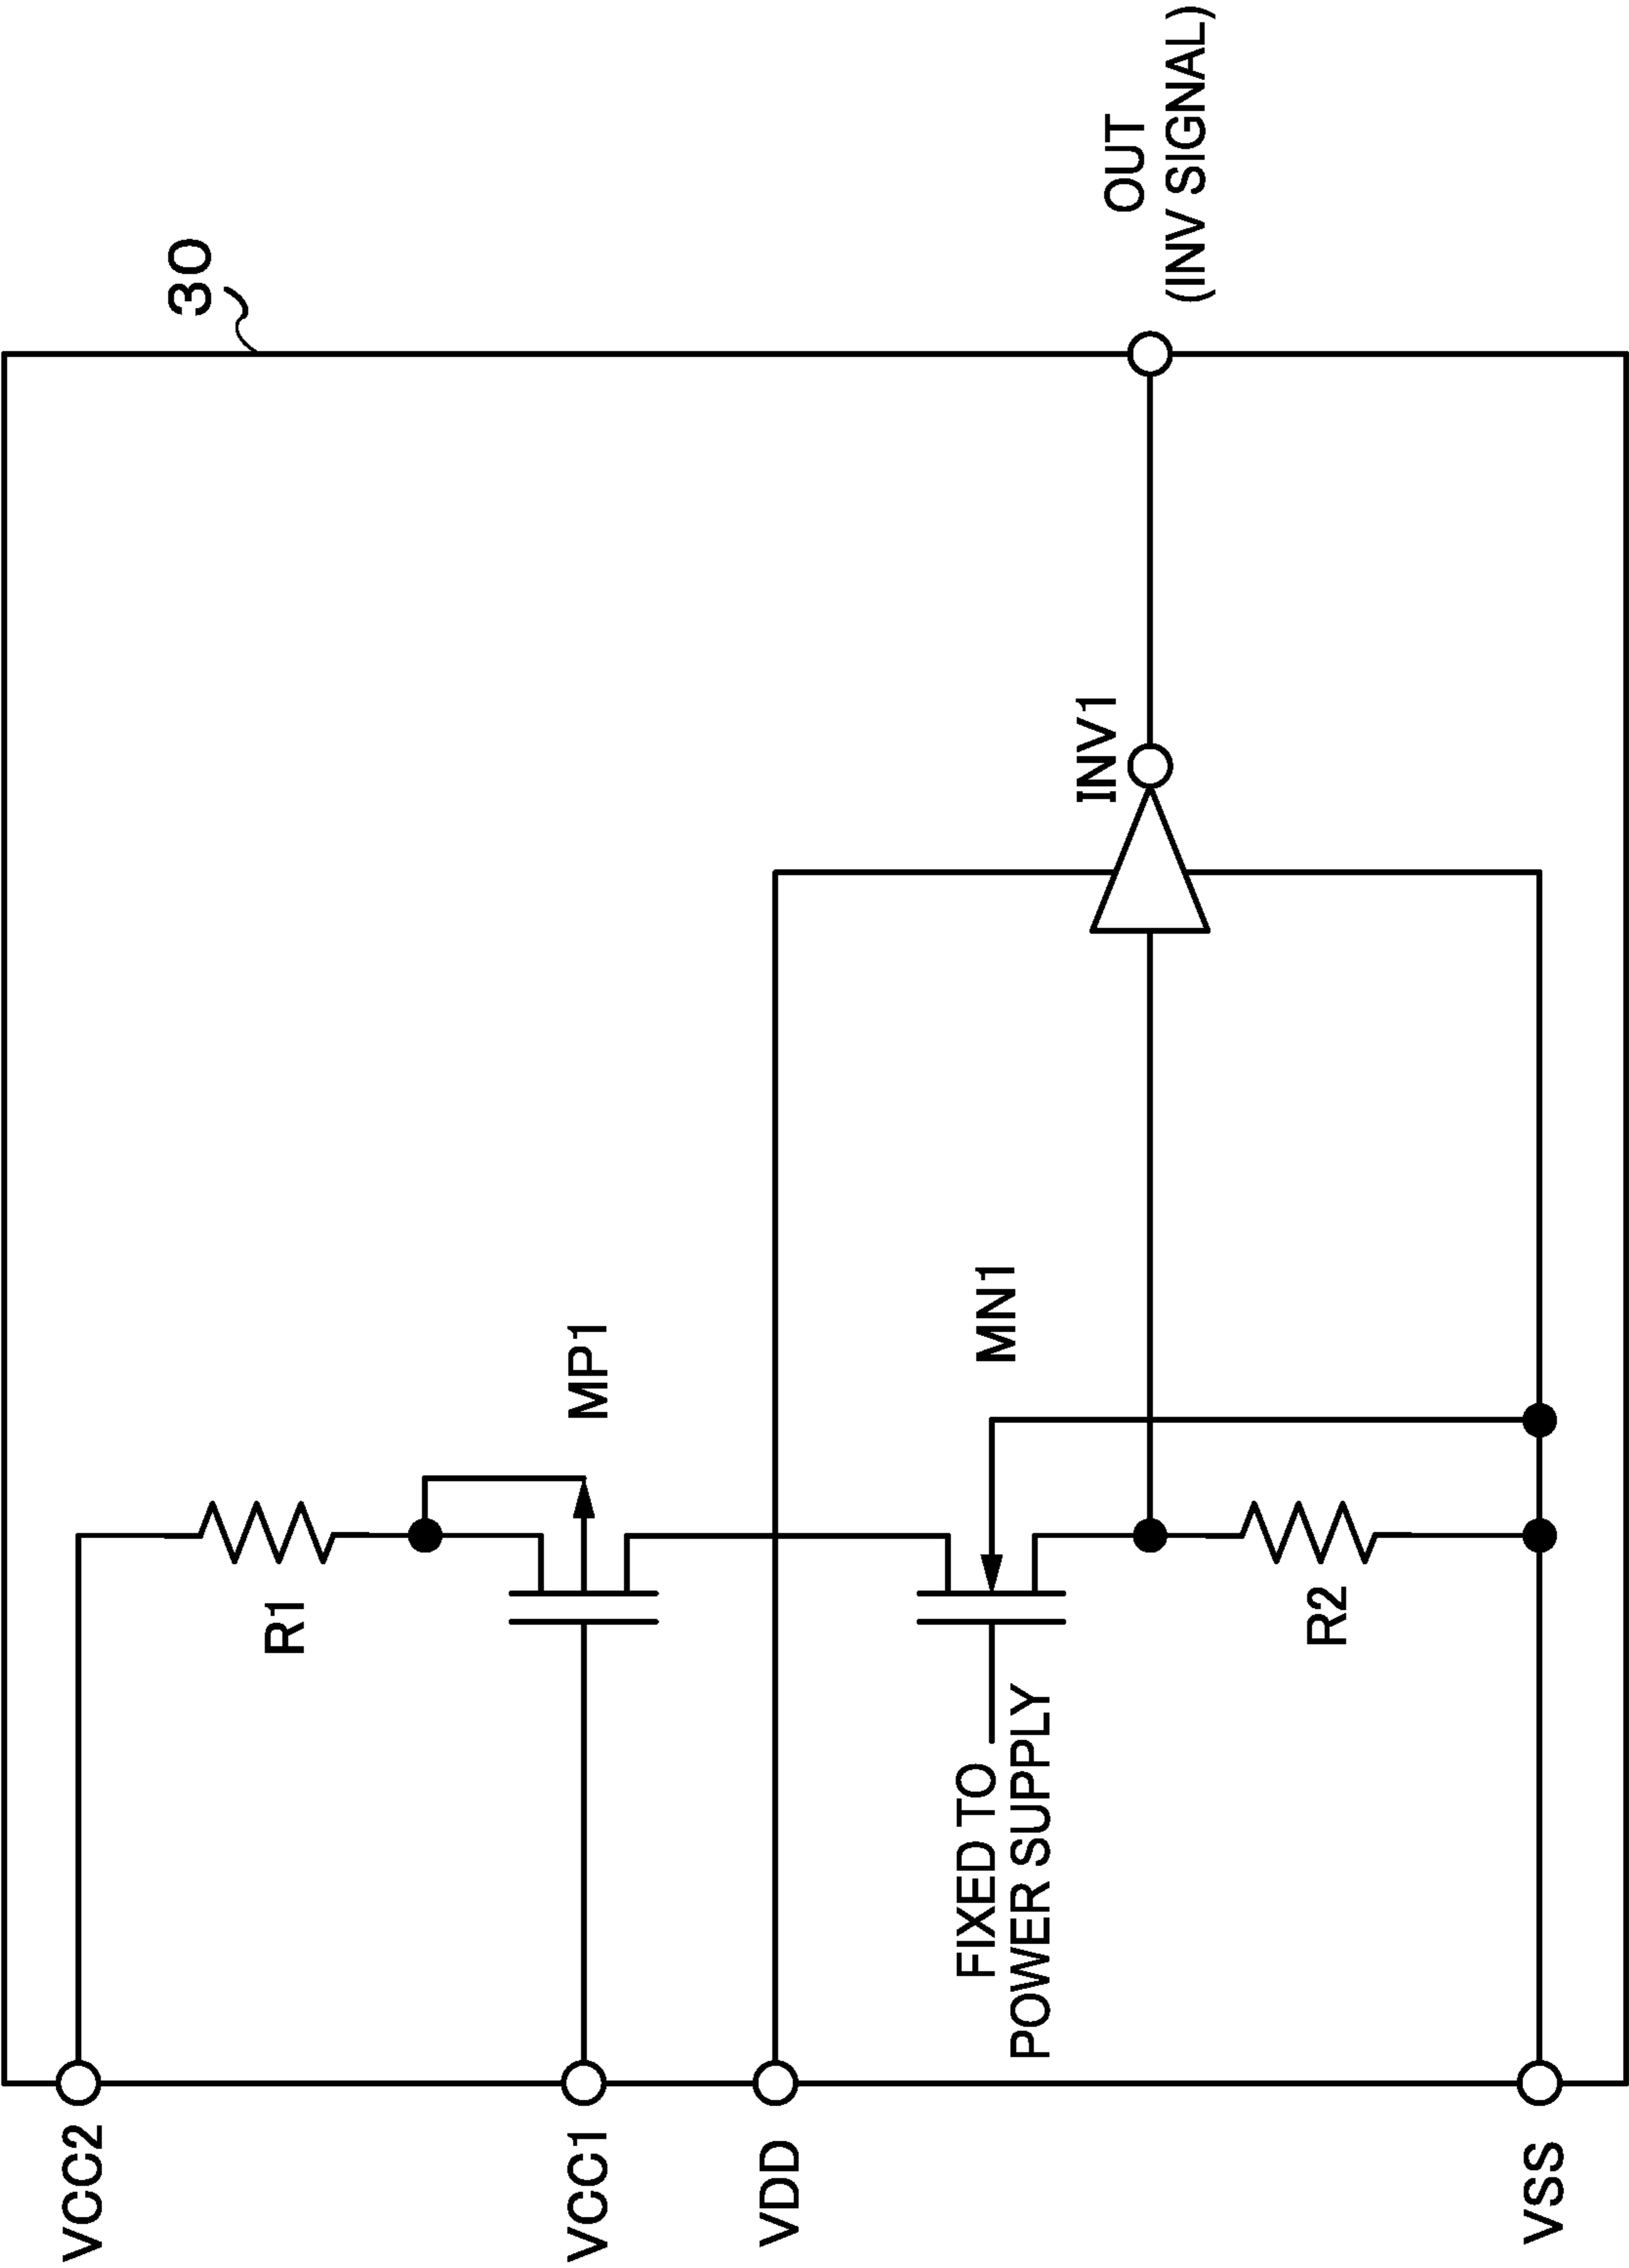 30
VCC2
R1
VCC1
MP1
VDD
FIXED TO
POWER SUPPLY
MN1
INV1
OUT
(INV SIGNAL)
R2
VSS